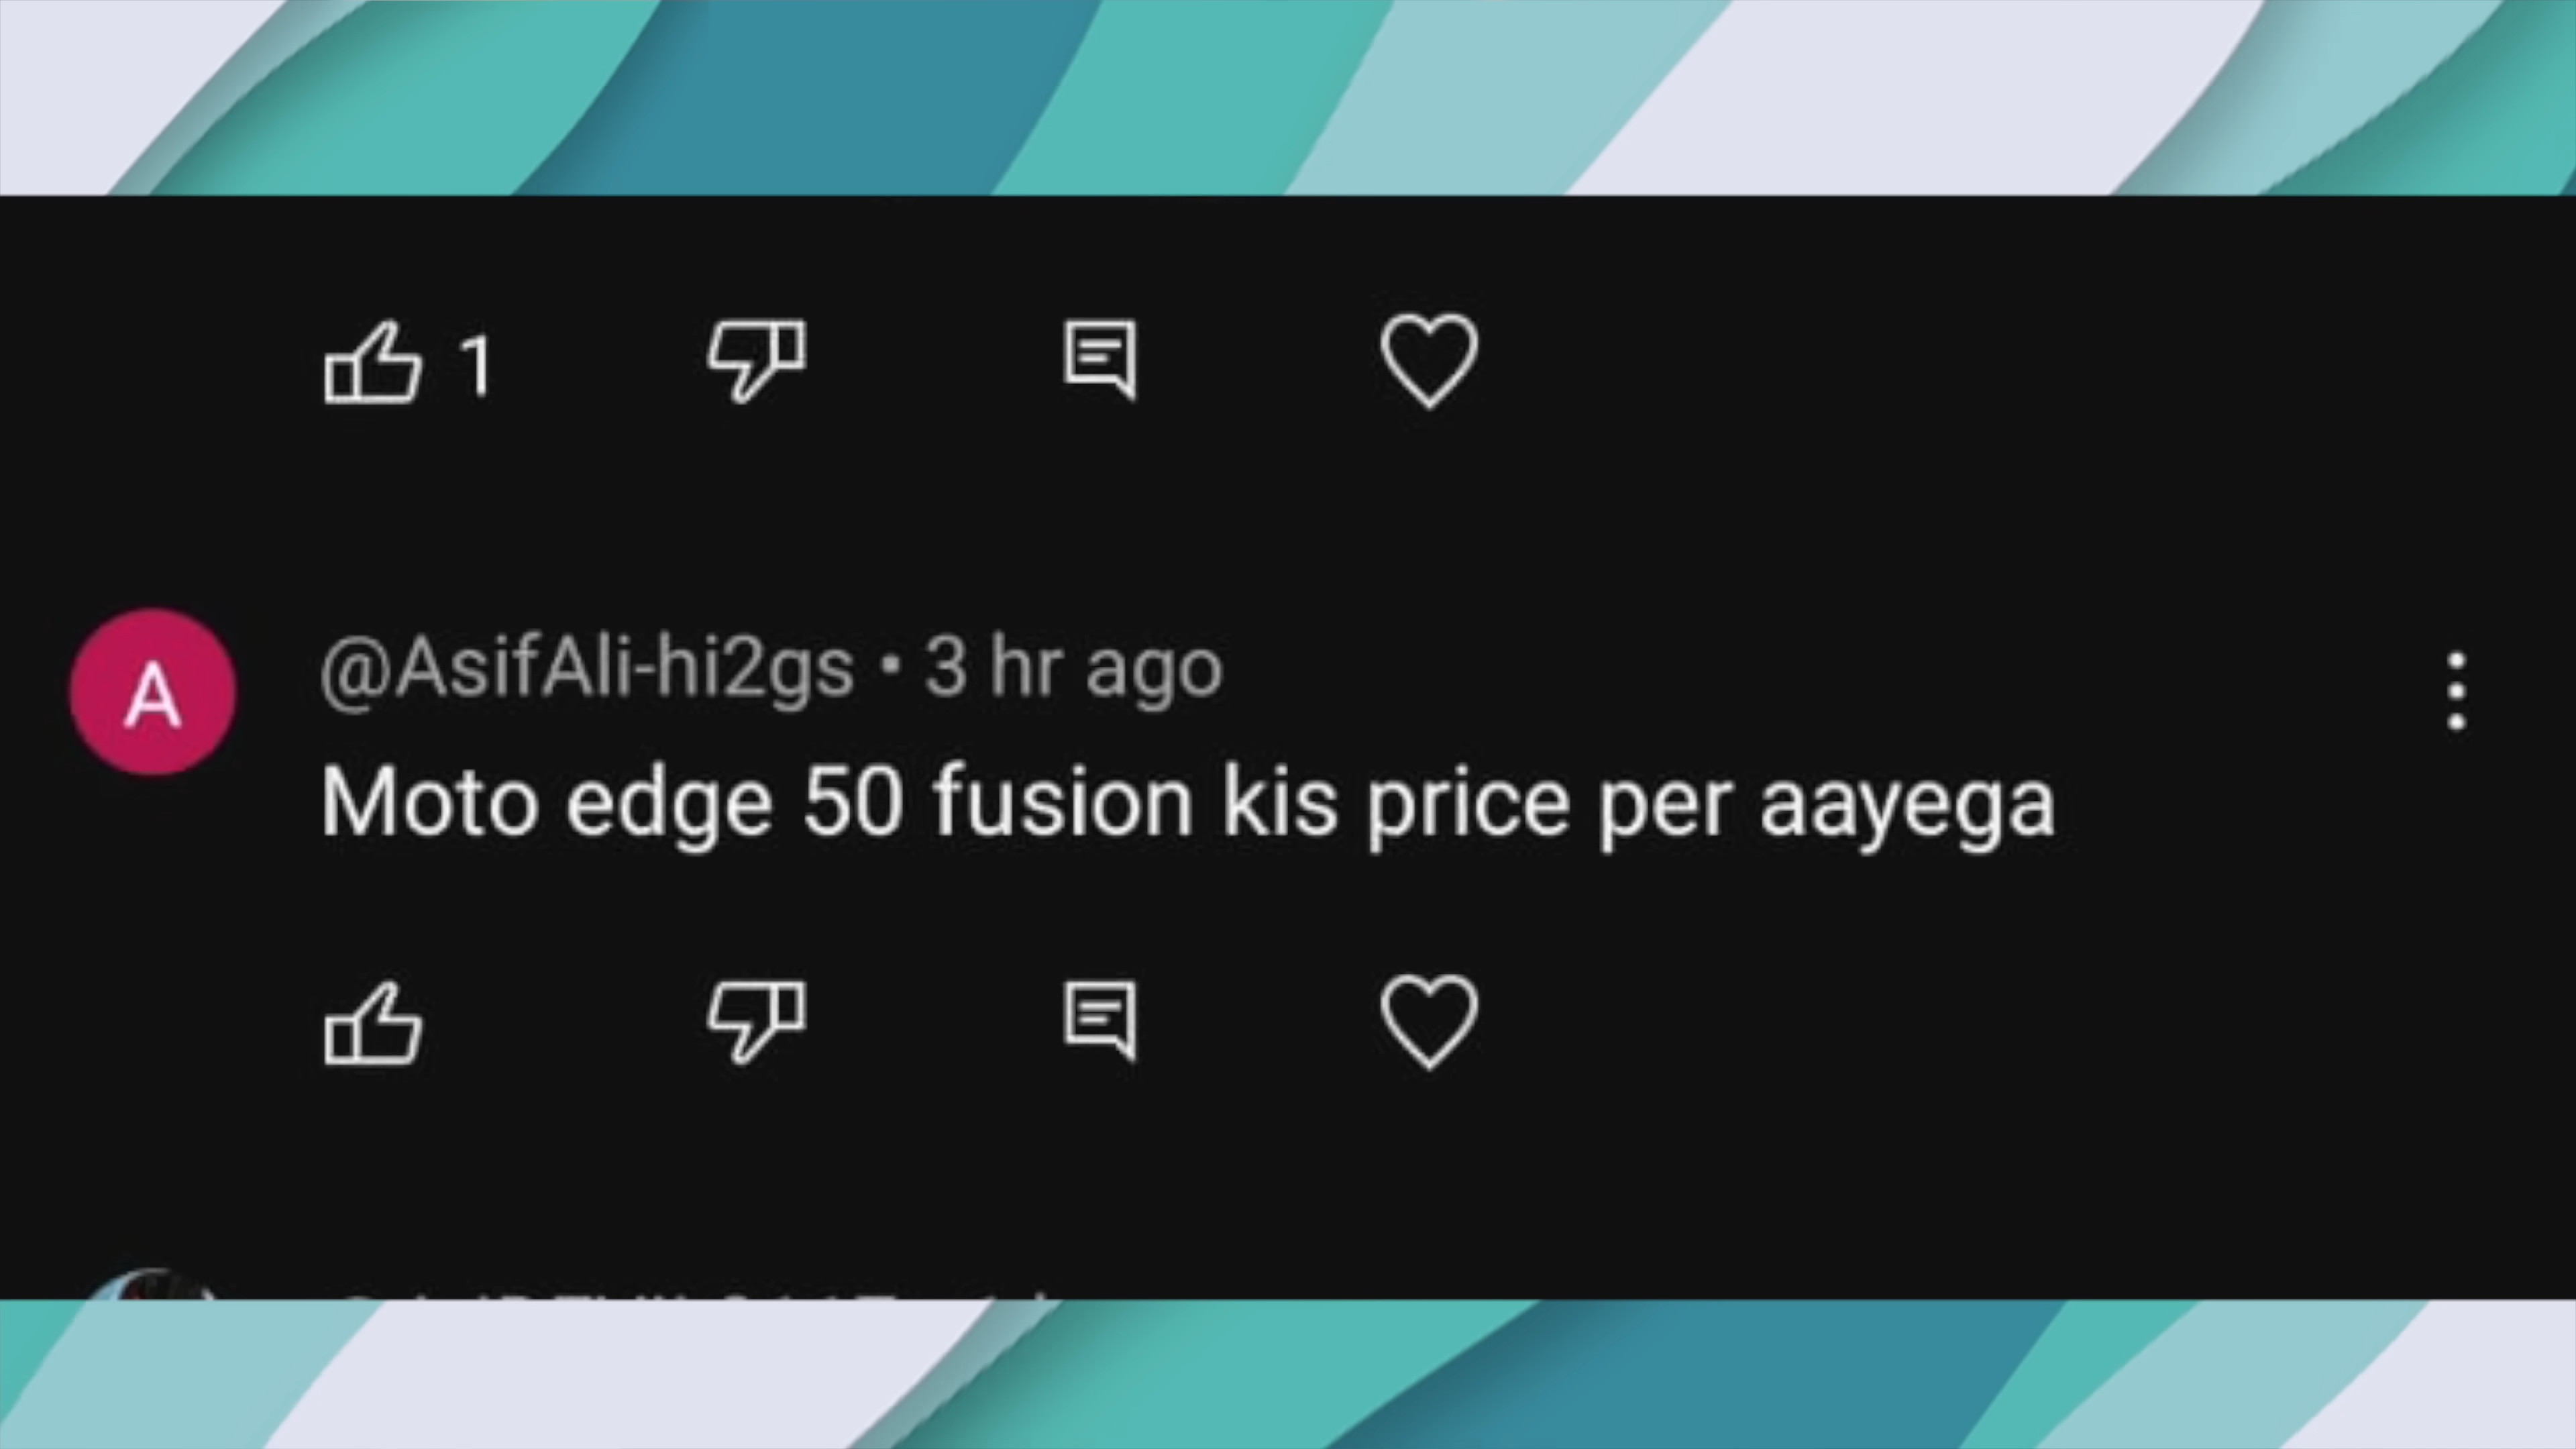 1
A
@AsifAli-hi2gs • 3 hr ago
Moto edge 50 fusion kis price per aayega